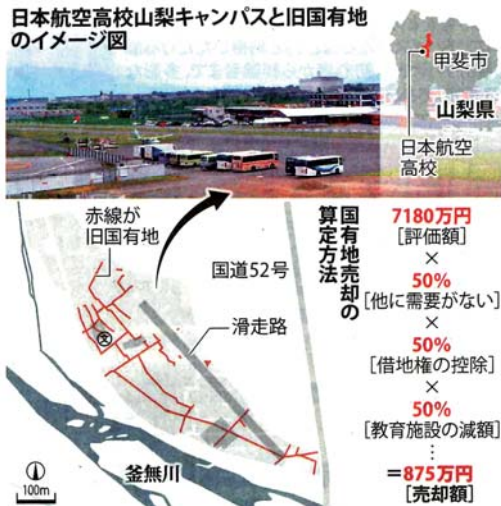 日本航空高校山梨キャンパスと旧国有地
のイメージ図
甲斐市
山梨県
日本航空
高校
赤線が
旧国有地
国道52号
滑走路
文
釜無川
100m
国有地売却の
算定方法
7180万円
[評価額]
×
50%
[他に需要がない]
×
50%
[借地権の控除]
×
50%
[教育施設の減額]
⋮
=875万円
[売却額]